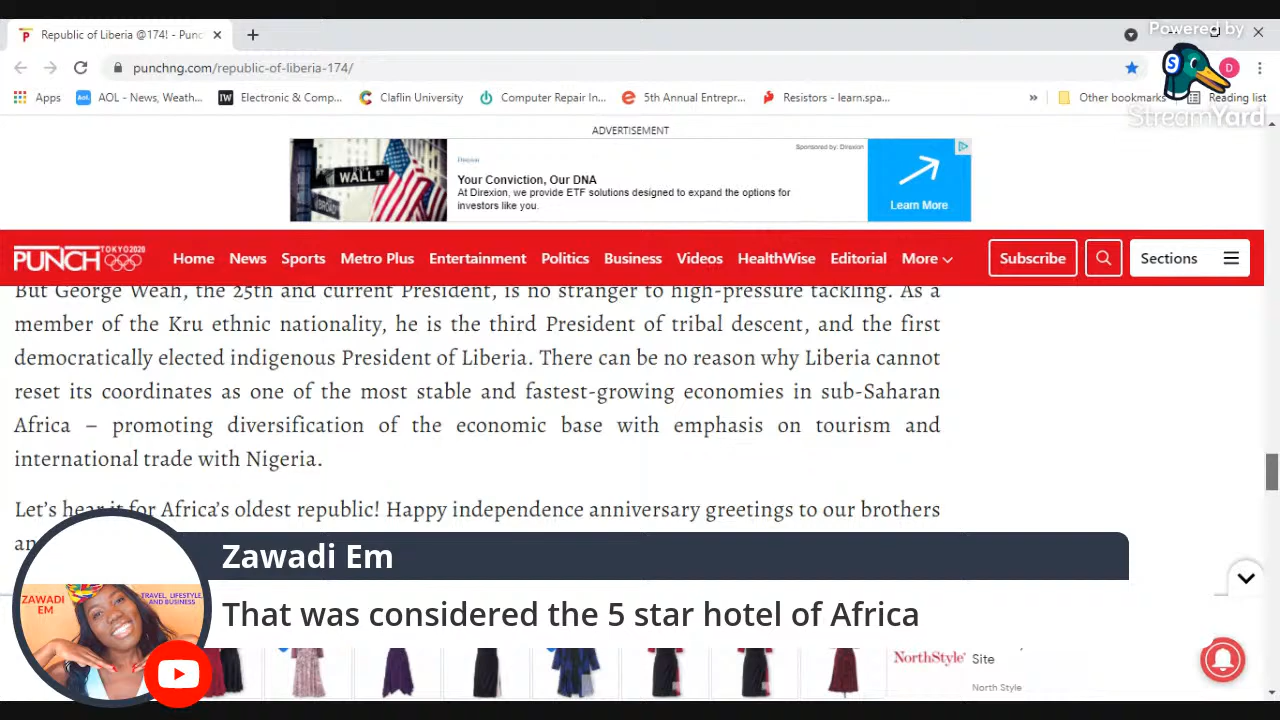 Powered by
Republic of Liberia @174! - Punc
punchng.com/republic-of-liberia-174/
D
Apps
Aol.
AOL - News, Weath...
IW
Electronic & Comp...
Claflin University
Computer Repair In...
5th Annual Entrepr...
Resistors - learn.spa...
»
Other bookmarks
Reading list
S
StreamYard
ADVERTISEMENT
WALL ST
Sponsored by: Direxion
Direxion
Your Conviction, Our DNA
At Direxion, we provide ETF solutions designed to expand the options for
investors like you.
Learn More
PUNCH TOKYO2020
Home
News
Sports
Metro Plus
Entertainment
Politics
Business
Videos
HealthWise
Editorial
More
Subscribe
Sections
But George Weah, the 25th and current President, is no stranger to high-pressure tackling. As a
member of the Kru ethnic nationality, he is the third President of tribal descent, and the first
democratically elected indigenous President of Liberia. There can be no reason why Liberia cannot
reset its coordinates as one of the most stable and fastest-growing economies in sub-Saharan
Africa – promoting diversification of the economic base with emphasis on tourism and
international trade with Nigeria.
Let's hear it for Africa's oldest republic! Happy independence anniversary greetings to our brothers
Zawadi Em
That was considered the 5 star hotel of Africa
ZAWADI
EM
TRAVEL, LIFESTYLE,
AND BUSINESS
NorthStyle
Site
North Style